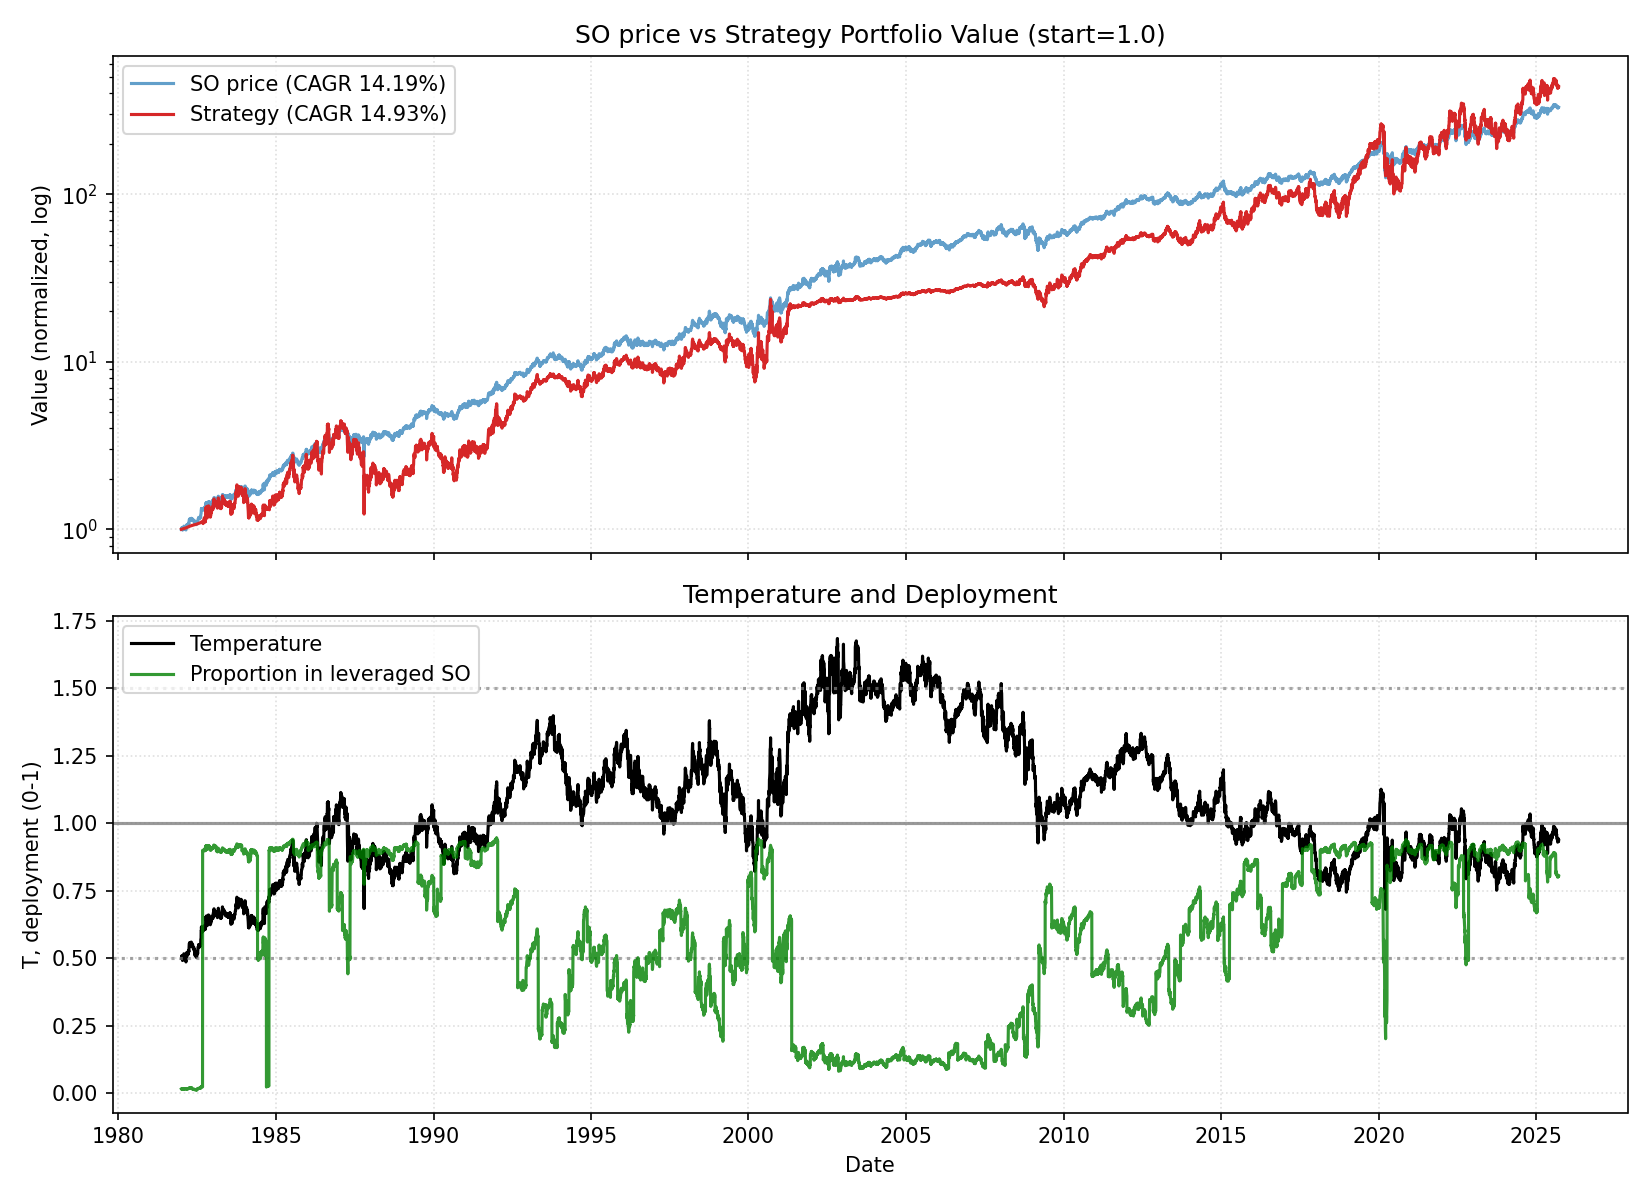 SO price vs Strategy Portfolio Value (start=1.0)
SO price (CAGR 14.19%)
Strategy (CAGR 14.93%)
Value (normalized, log)
10²
10¹
10⁰
Temperature and Deployment
Temperature
Proportion in leveraged SO
T, deployment (0-1)
1.75
1.50
1.25
1.00
0.75
0.50
0.25
0.00
1980 1985 1990 1995 2000 2005 2010 2015 2020 2025
Date